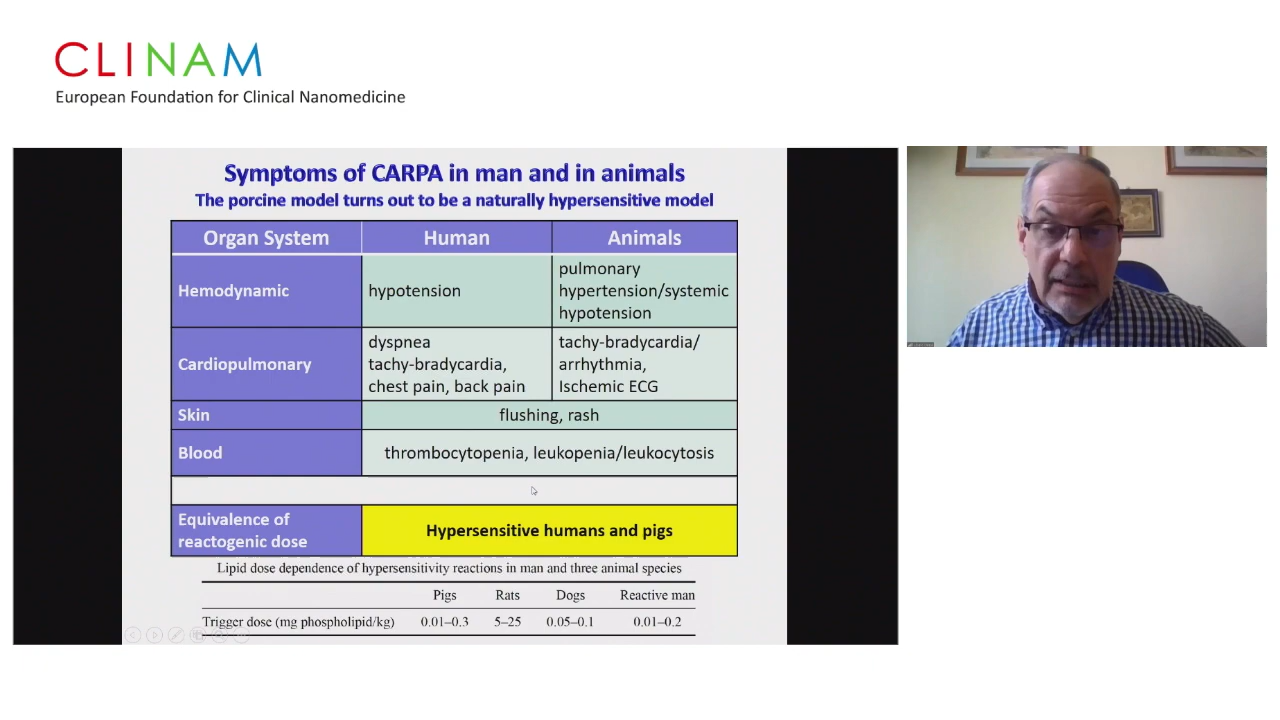 CLINAM
European Foundation for Clinical Nanomedicine
Symptoms of CARPA in man and in animals
The porcine model turns out to be a naturally hypersensitive model
Organ System Human Animals
Hemodynamic
hypotension
pulmonary
hypertension/systemic
hypotension
Cardiopulmonary
dyspnea
tachy-bradycardia,
chest pain, back pain
tachy-bradycardia/
arrhythmia,
Ischemic ECG
Skin flushing, rash
Blood thrombocytopenia, leukopenia/leukocytosis
Equivalence of
reactogenic dose
Hypersensitive humans and pigs
Lipid dose dependence of hypersensitivity reactions in man and three animal species
Pigs Rats Dogs Reactive man
Trigger dose (mg phospholipid/kg) 0.01–0.3 5–25 0.05–0.1 0.01–0.2